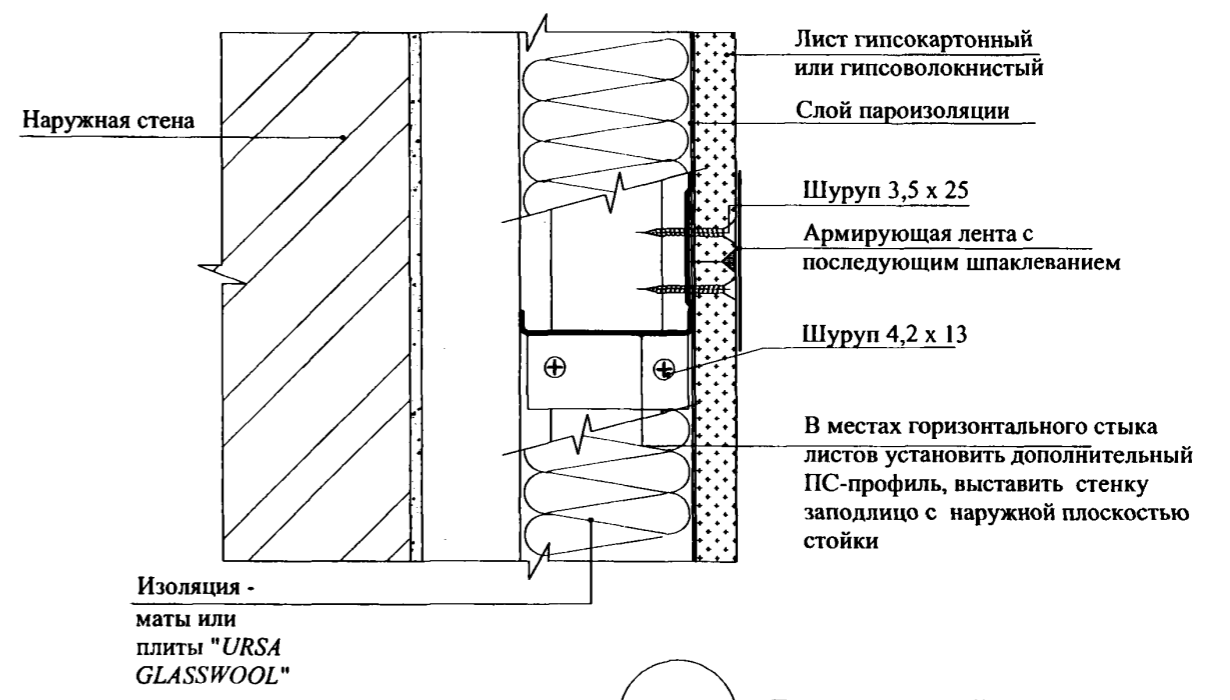 Наружная стена
Лист гипсокартонный
или гипсоволокнистый
Слой пароизоляции
Шуруп 3,5 х 25
Армирующая лента с
последующим шпаклеванием
Шуруп 4,2 х 13
В местах горизонтального стыка
листов установить дополнительный
ПС-профиль, выставить стенку
заподлицо с наружной плоскостью
стойки
Изоляция -
маты или
плиты "URSA
GLASSWOOL"